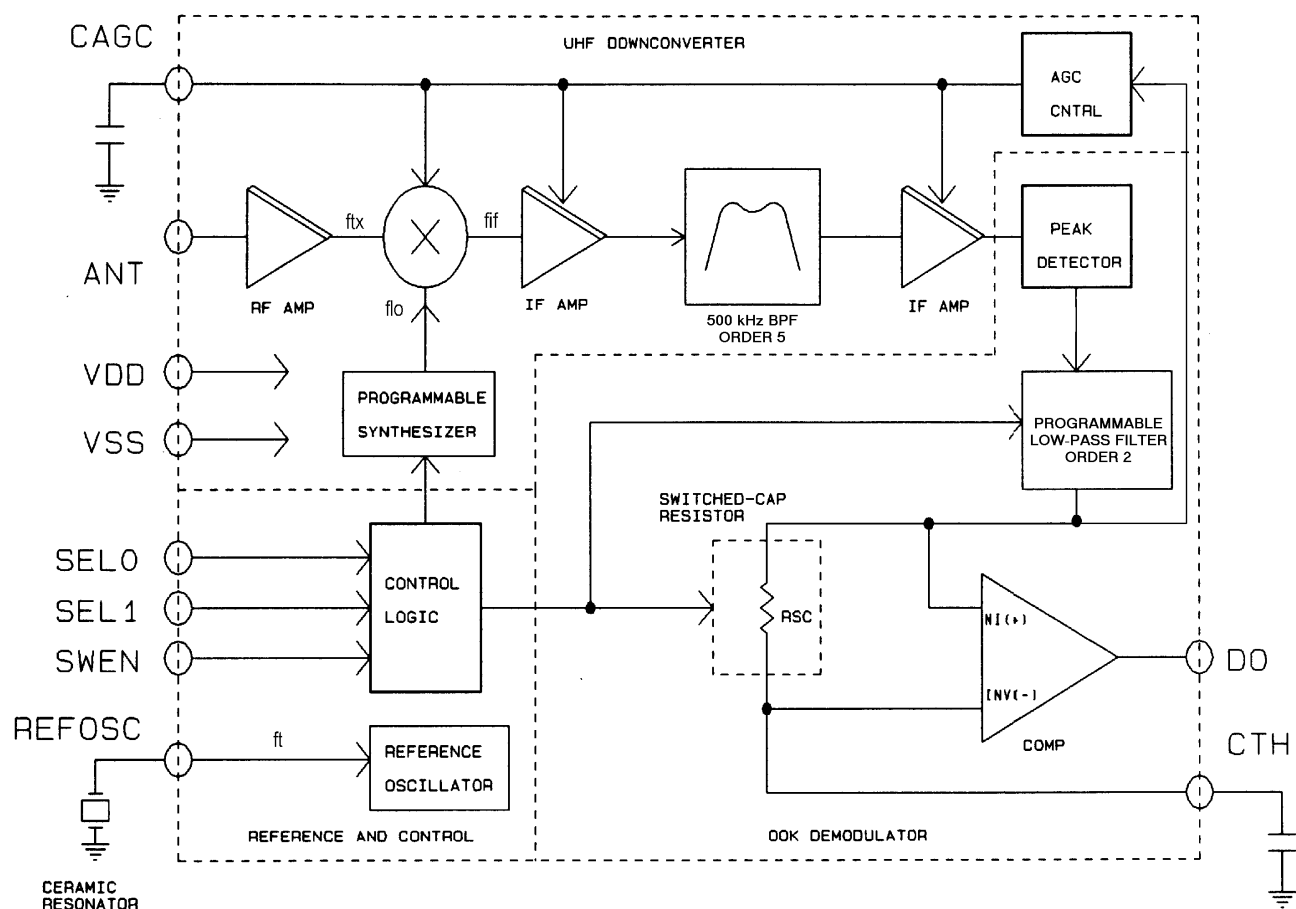 CAGC
UHF DOWNCONVERTER
AGC
CNTRL
ftx
fif
PEAK
DETECTOR
ANT
RF AMP
flo
IF AMP
500 kHz BPF
ORDER 5
IF AMP
VDD
PROGRAMMABLE
SYNTHESIZER
PROGRAMMABLE
LOW-PASS FILTER
ORDER 2
VSS
SWITCHED-CAP
RESISTOR
SEL0
SEL1
SWEN
CONTROL
LOGIC
RSC
NI(+)
INV(-)
COMP
DO
REFOSC
ft
REFERENCE
OSCILLATOR
CTH
REFERENCE AND CONTROL
OOK DEMODULATOR
CERAMIC
RESONATOR